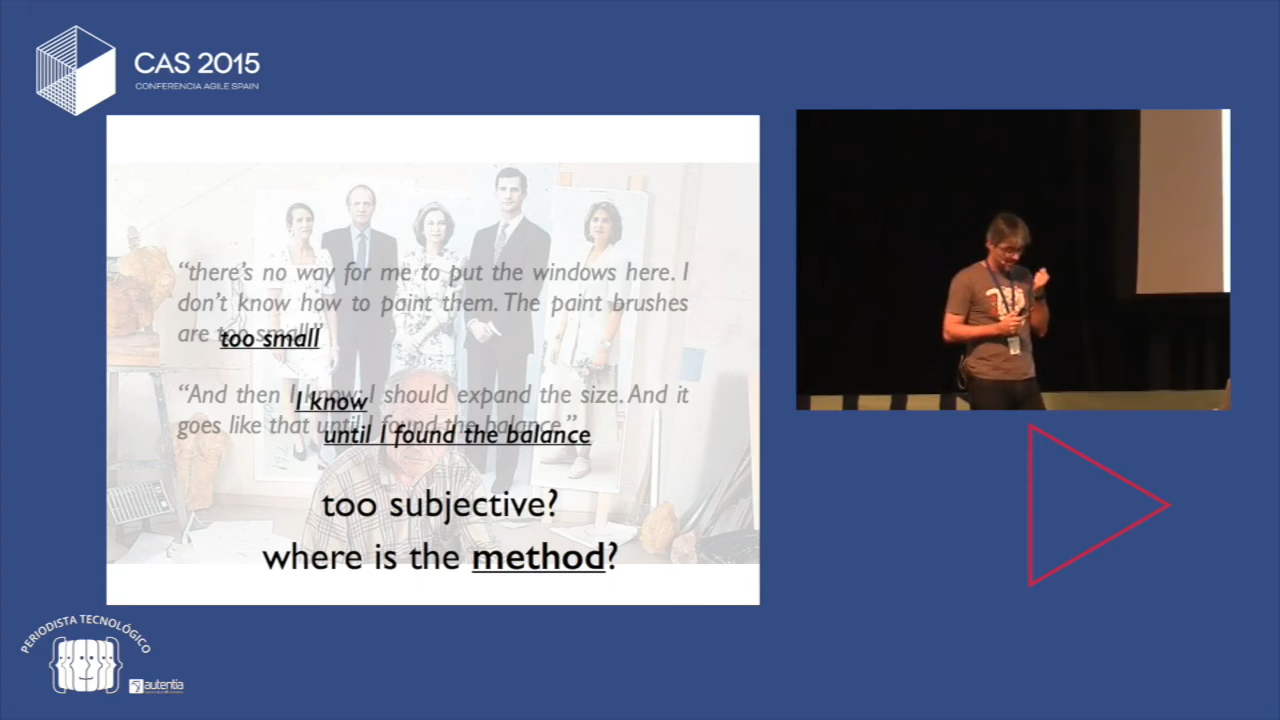 CAS 2015
CONFERENCIA AGILE SPAIN
“there’s no way for me to put the windows here. I
don’t know how to paint them. The paint brushes
are too small”
too small
“And then I know: I should expand the size. And it
I know
goes like that until I found the balance.”
until I found the balance
too subjective?
where is the method?
PERIODISTA TECNOLÓGICO
autentia